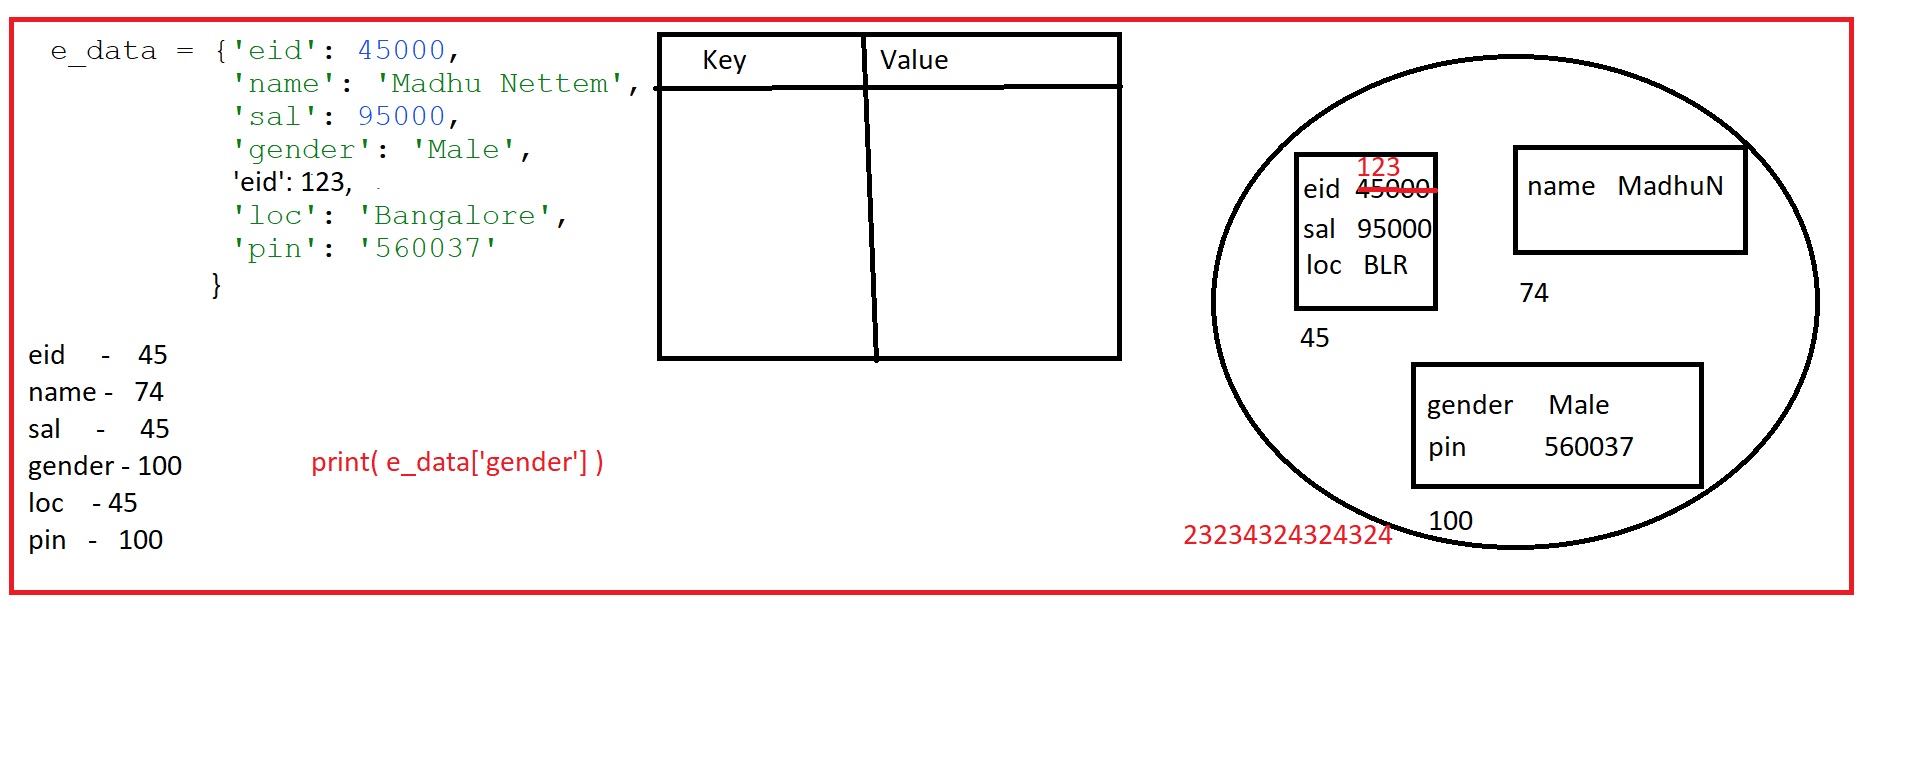 e_data = {'eid': 45000,
'name': 'Madhu Nettem',
'sal': 95000,
'gender': 'Male',
'eid': 123,
'loc': 'Bangalore',
'pin': '560037'
}
eid - 45
name - 74
sal - 45
gender - 100
loc - 45
pin - 100
print( e_data['gender'] )
Key Value
123
eid 45000
sal 95000
loc BLR
45
name MadhuN
74
gender Male
pin 560037
100
23234324324324